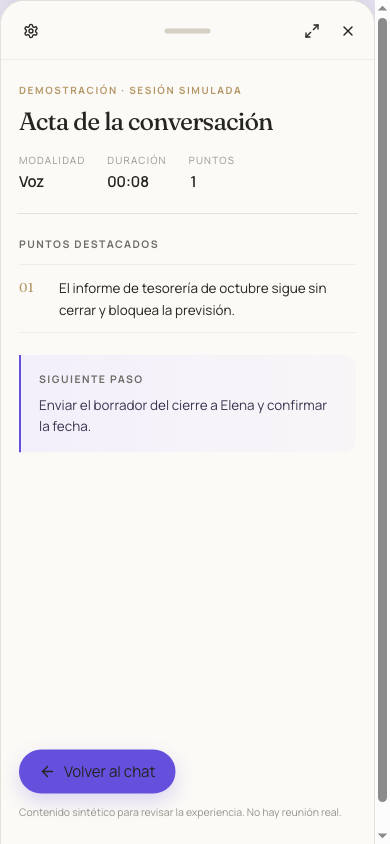 DEMOSTRACIÓN · SESIÓN SIMULADA
Acta de la conversación
MODALIDAD DURACIÓN PUNTOS
Voz 00:08 1
PUNTOS DESTACADOS
01 El informe de tesorería de octubre sigue sin
cerrar y bloquea la previsión.
SIGUIENTE PASO
Enviar el borrador del cierre a Elena y confirmar
la fecha.
Volver al chat
Contenido sintético para revisar la experiencia. No hay reunión real.